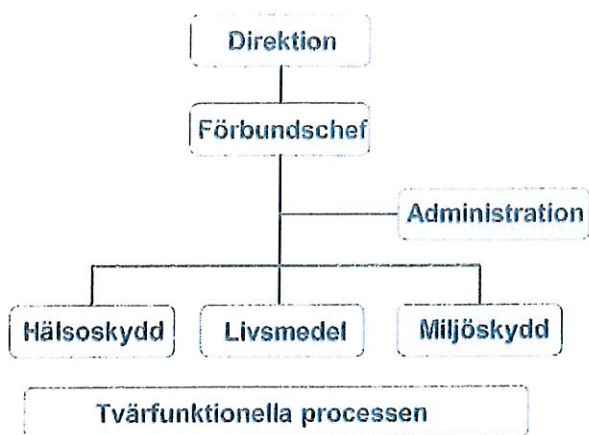 Direktion
Förbundschef
Administration
Hälsoskydd
Livsmedel
Miljöskydd
Tvärfunktionella processen